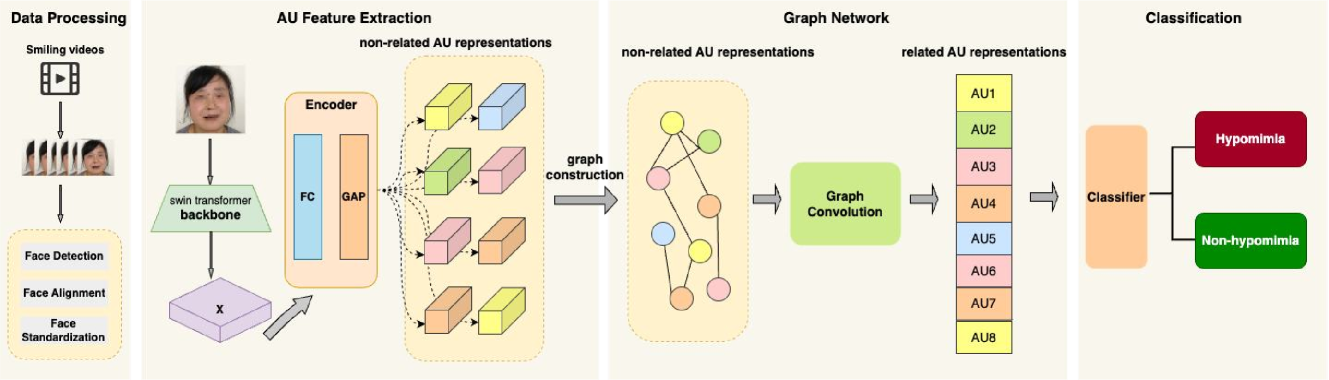 Data Processing
Smiling videos
Face Detection
Face Alignment
Face
Standardization
AU Feature Extraction
swin transformer
backbone
X
Encoder
FC
GAP
non-related AU representations
graph
construction
Graph Network
non-related AU representations
Graph
Convolution
related AU representations
AU1
AU2
AU3
AU4
AU5
AU6
AU7
AU8
Classification
Classifier
Hypomimia
Non-hypomimia